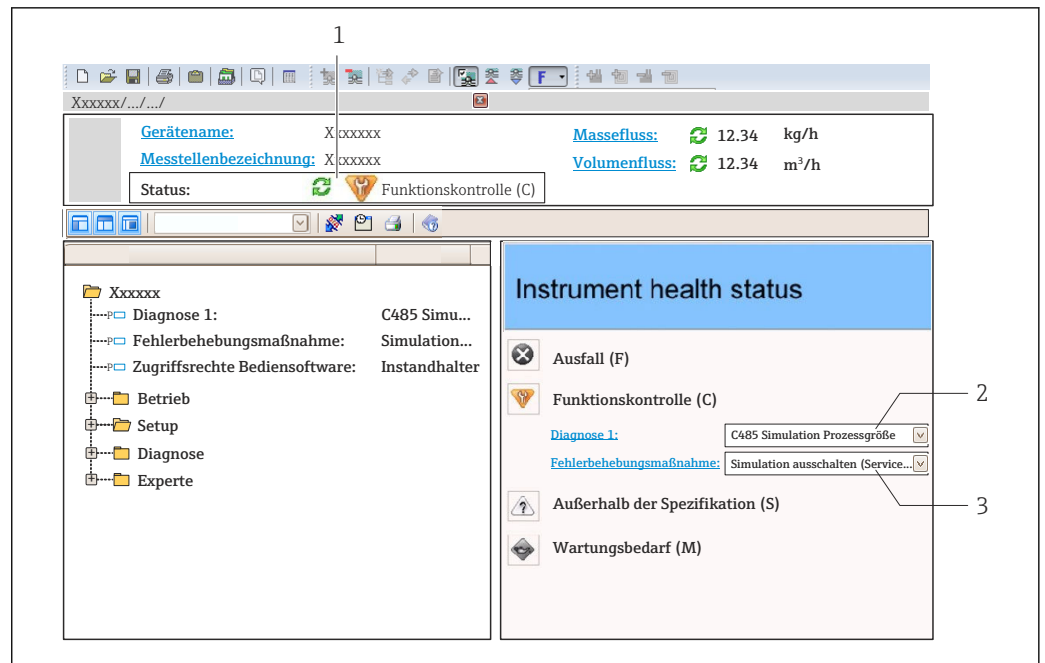 1
F
Xxxxxx/.../.../
Gerätename: Xxxxxxx
Massefluss: 12.34 kg/h
Messtellenbezeichnung: Xxxxxxx
Volumenfluss: 12.34 m³/h
Status: Funktionskontrolle (C)
Xxxxxx
P Diagnose 1: C485 Simu...
P Fehlerbehebungsmaßnahme: Simulation...
P Zugriffsrechte Bediensoftware: Instandhalter
Betrieb
Setup
Diagnose
Experte
Instrument health status
Ausfall (F)
Funktionskontrolle (C)
Diagnose 1: C485 Simulation Prozessgröße
2
Fehlerbehebungsmaßnahme: Simulation ausschalten (Service...
3
Außerhalb der Spezifikation (S)
Wartungsbedarf (M)